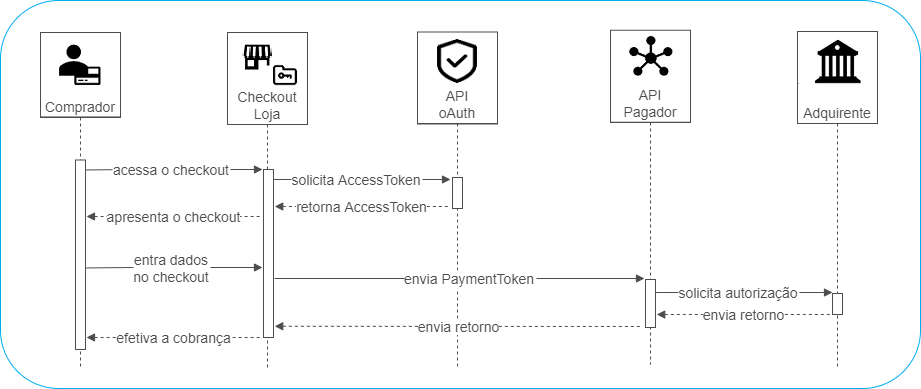 Comprador
Checkout
Loja
API
oAuth
API
Pagador
Adquirente
acessa o checkout
solicita AccessToken
retorna AccessToken
apresenta o checkout
entra dados
no checkout
envia PaymentToken
solicita autorização
envia retorno
envia retorno
efetiva a cobrança